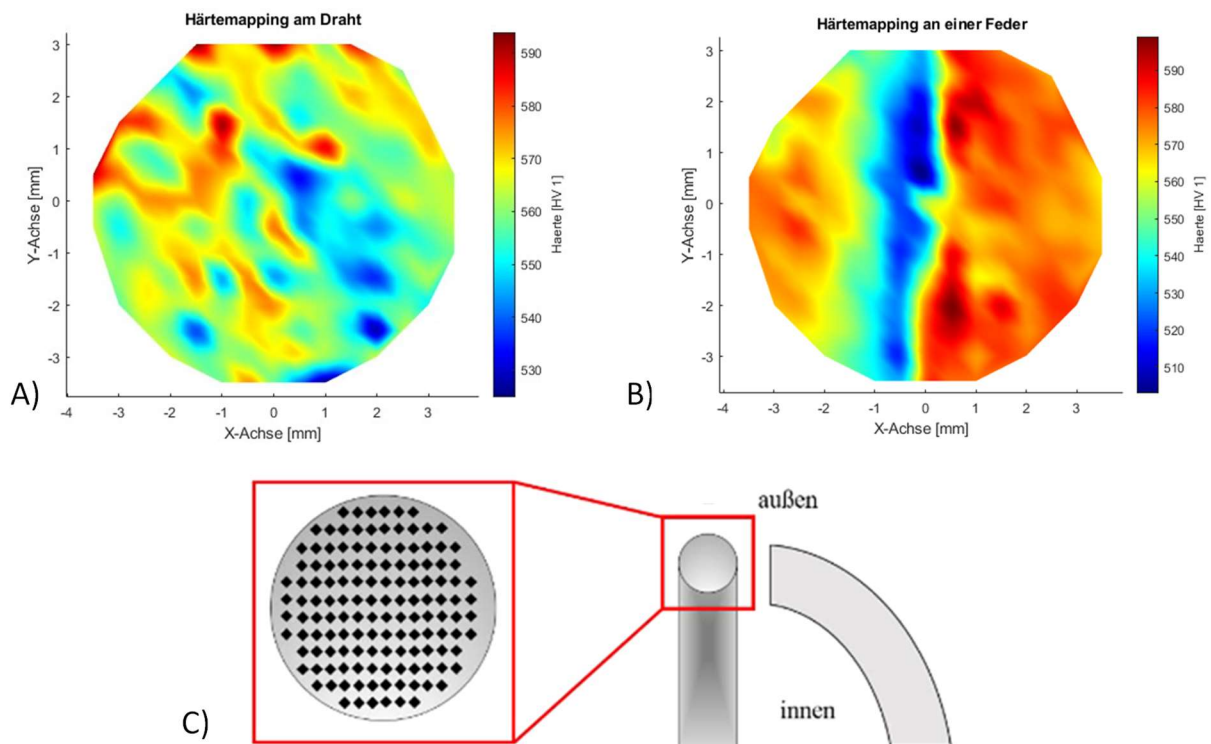 Härtemapping am Draht
3
2
1
0
-1
-2
-3
Y-Achse [mm]
-4 -3 -2 -1 0 1 2 3
X-Achse [mm]
590
580
570
560
550
540
530
Haerte [HV 1]
A)
Härtemapping an einer Feder
3
2
1
0
-1
-2
-3
Y-Achse [mm]
-4 -3 -2 -1 0 1 2 3
X-Achse [mm]
590
580
570
560
550
540
530
520
510
Haerte [HV 1]
B)
außen
innen
C)